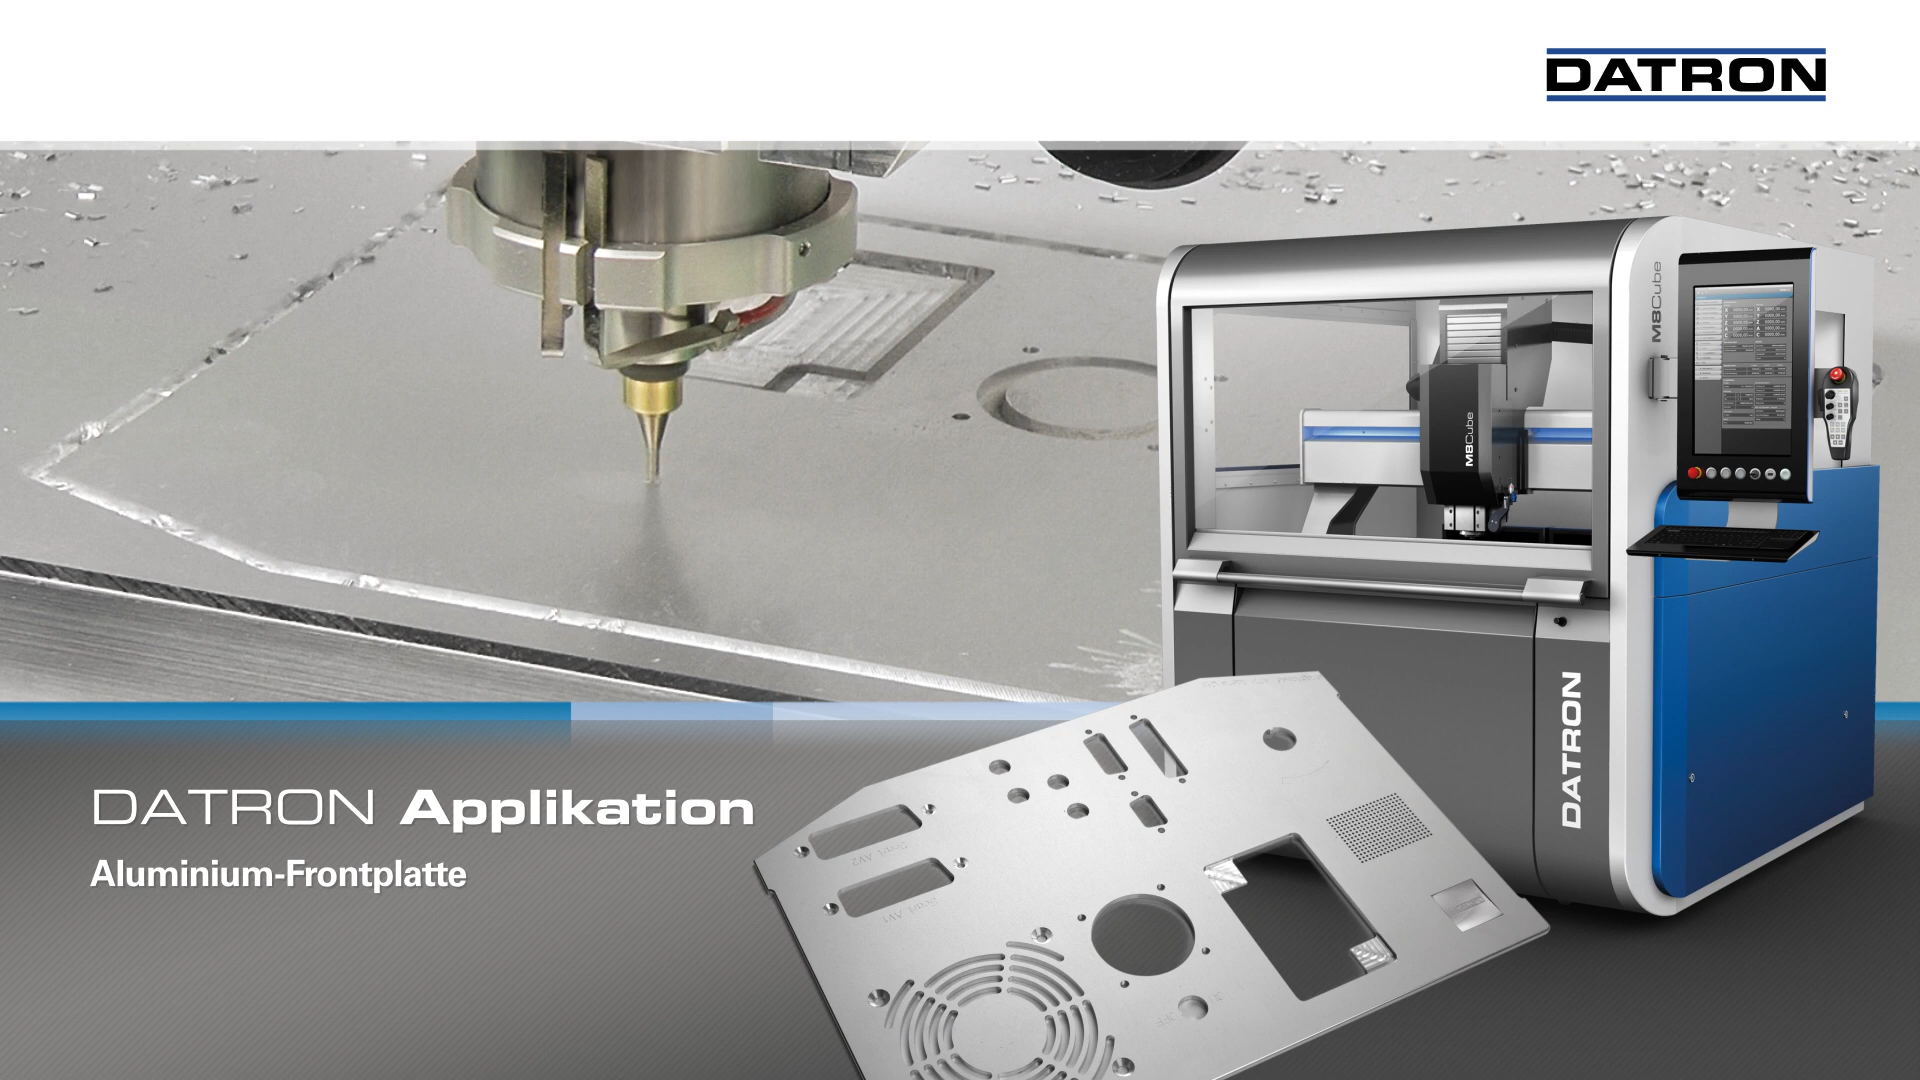 DATRON
M8Cube
M8Cube
DATRON
DATRON Applikation
Aluminium-Frontplatte